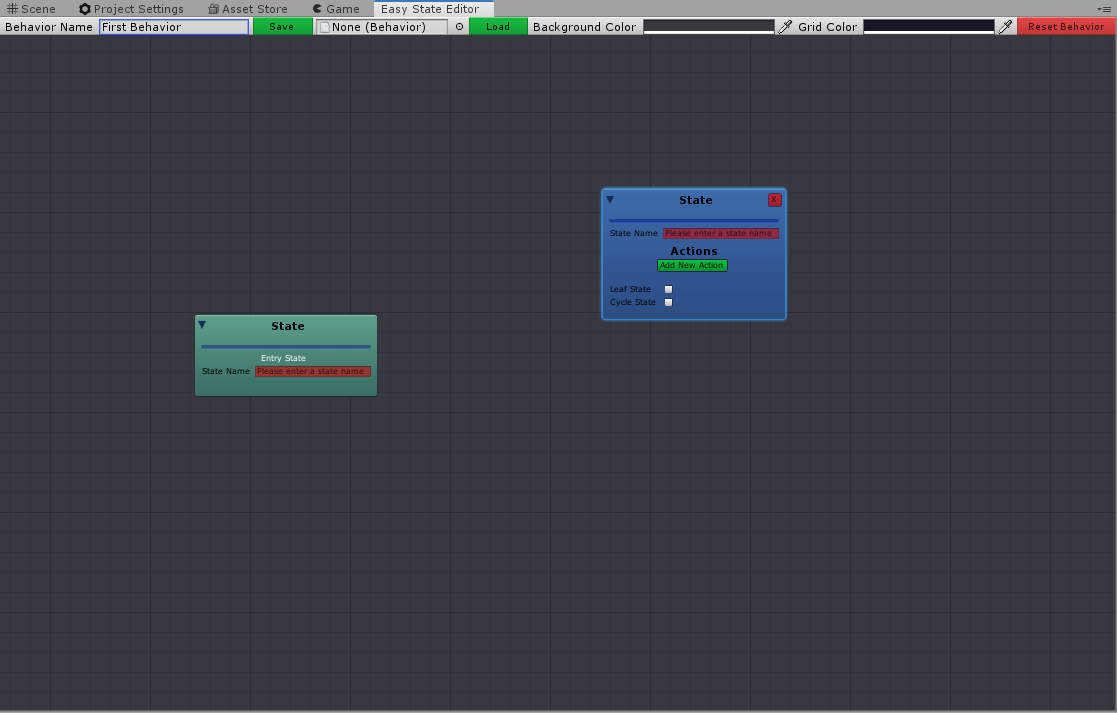 Scene Project Settings Asset Store Game Easy State Editor
Behavior Name First Behavior Save None (Behavior) Load Background Color Grid Color Reset Behavior
State X
State Name Please enter a state name
Actions
Add New Action
Leaf State
Cycle State
State
Entry State
State Name Please enter a state name